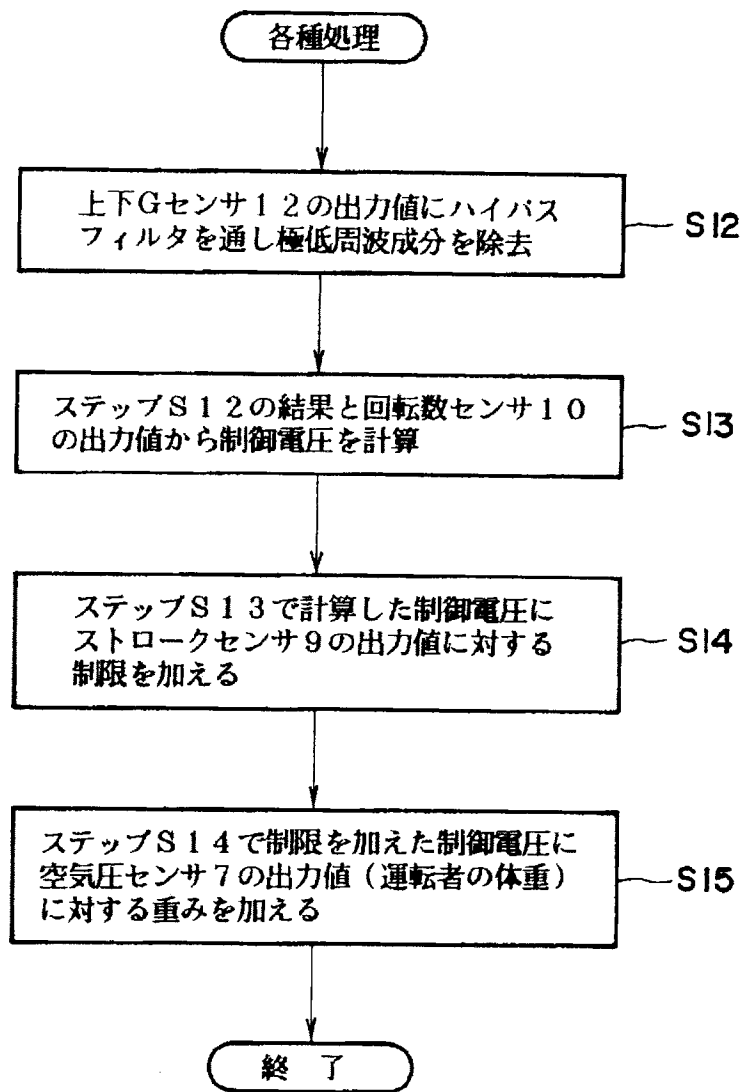 各種処理
上下Gセンサ12の出力値にハイパス
フィルタを通し極低周波成分を除去
S12
ステップS12の結果と回転数センサ10
の出力値から制御電圧を計算
S13
ステップS13で計算した制御電圧に
ストロークセンサ9の出力値に対する
制限を加える
S14
ステップS14で制限を加えた制御電圧に
空気圧センサ7の出力値(運転者の体重)
に対する重みを加える
S15
終了